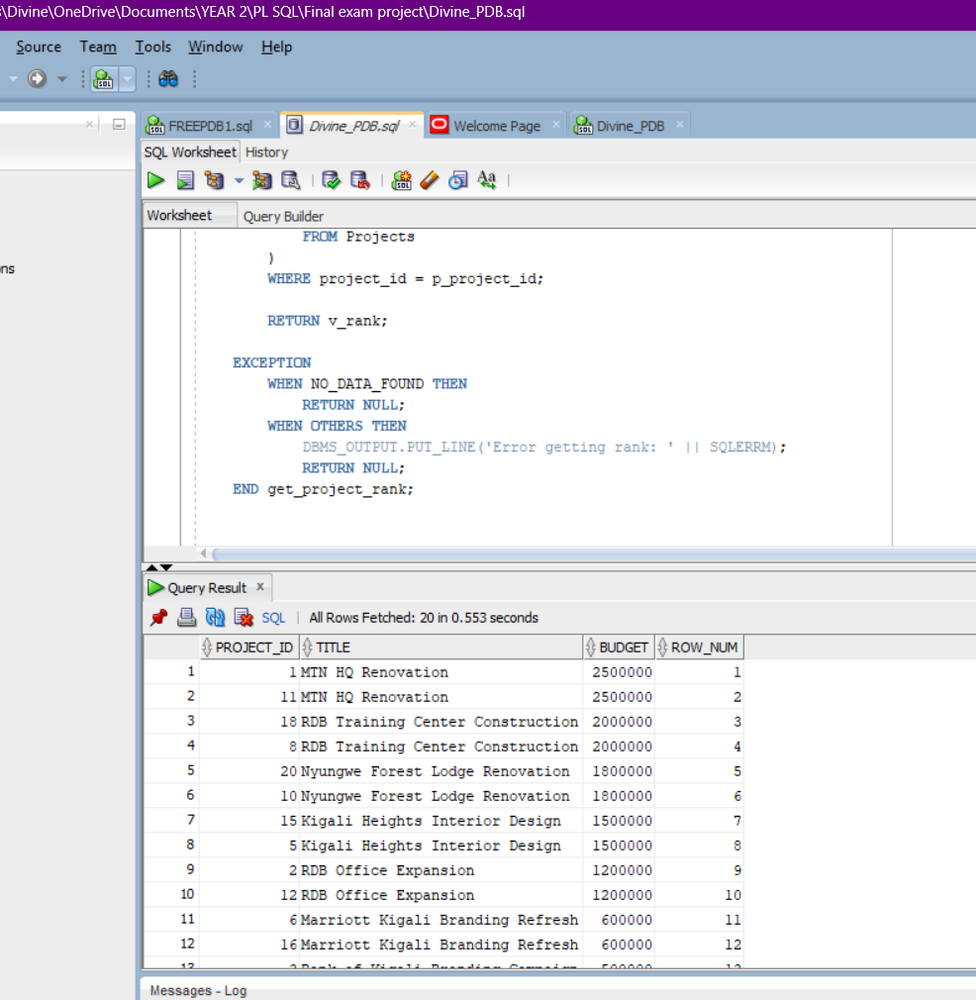 \Divine\OneDrive\Documents\YEAR 2\PL SQL\Final exam project\Divine_PDB.sql
Source Team Tools Window Help
FREEPDB1.sql Divine_PDB.sql Welcome Page Divine_PDB
SQL Worksheet History
Worksheet Query Builder
FROM Projects
)
ns
WHERE project_id = p_project_id;
RETURN v_rank;
EXCEPTION
WHEN NO_DATA_FOUND THEN
RETURN NULL;
WHEN OTHERS THEN
DBMS_OUTPUT.PUT_LINE('Error getting rank: ' || SQLERRM);
RETURN NULL;
END get_project_rank;
Query Result
SQL | All Rows Fetched: 20 in 0.553 seconds
PROJECT_ID TITLE BUDGET ROW_NUM
1 1 MTN HQ Renovation 2500000 1
2 11 MTN HQ Renovation 2500000 2
3 18 RDB Training Center Construction 2000000 3
4 8 RDB Training Center Construction 2000000 4
5 20 Nyungwe Forest Lodge Renovation 1800000 5
6 10 Nyungwe Forest Lodge Renovation 1800000 6
7 15 Kigali Heights Interior Design 1500000 7
8 5 Kigali Heights Interior Design 1500000 8
9 2 RDB Office Expansion 1200000 9
10 12 RDB Office Expansion 1200000 10
11 6 Marriott Kigali Branding Refresh 600000 11
12 16 Marriott Kigali Branding Refresh 600000 12
Messages - Log